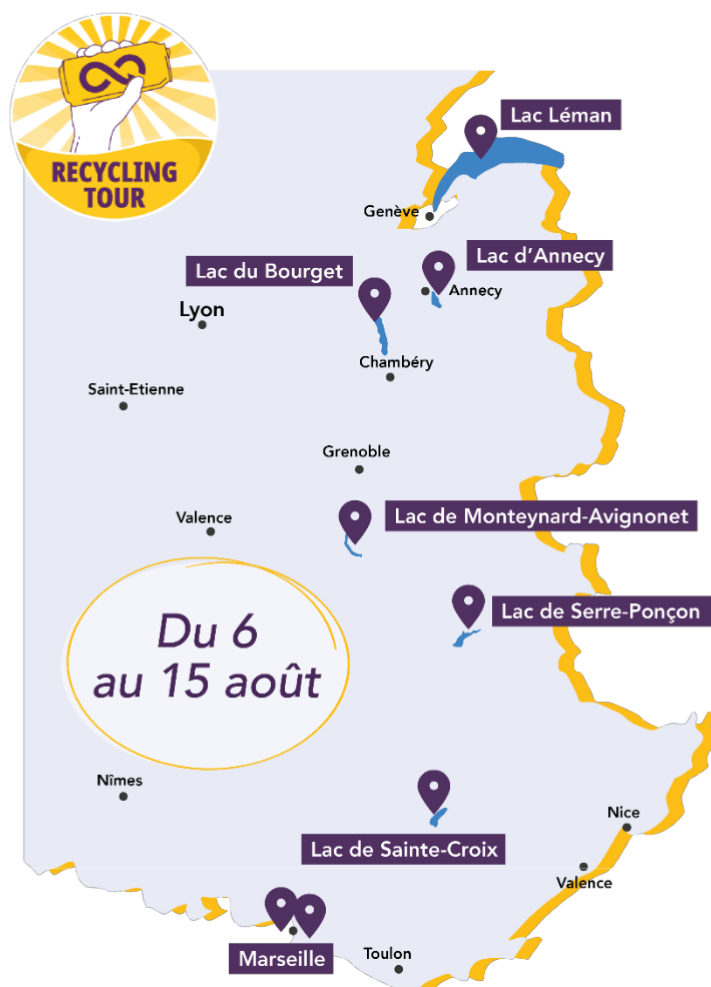 RECYCLING
TOUR
Lac Léman
Genève
Lac d'Annecy
Lac du Bourget
Annecy
Lyon
Chambéry
Saint-Etienne
Grenoble
Valence
Lac de Monteynard-Avignonet
Du 6
au 15 août
Lac de Serre-Ponçon
Nîmes
Nice
Lac de Sainte-Croix
Valence
Marseille
Toulon